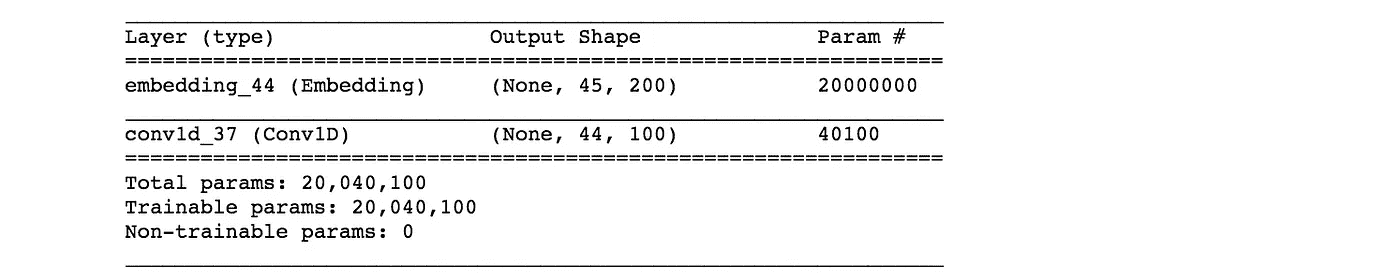 Layer (type) Output Shape Param #
=================================================================
embedding_44 (Embedding) (None, 45, 200) 20000000
conv1d_37 (Conv1D) (None, 44, 100) 40100
=================================================================
Total params: 20,040,100
Trainable params: 20,040,100
Non-trainable params: 0